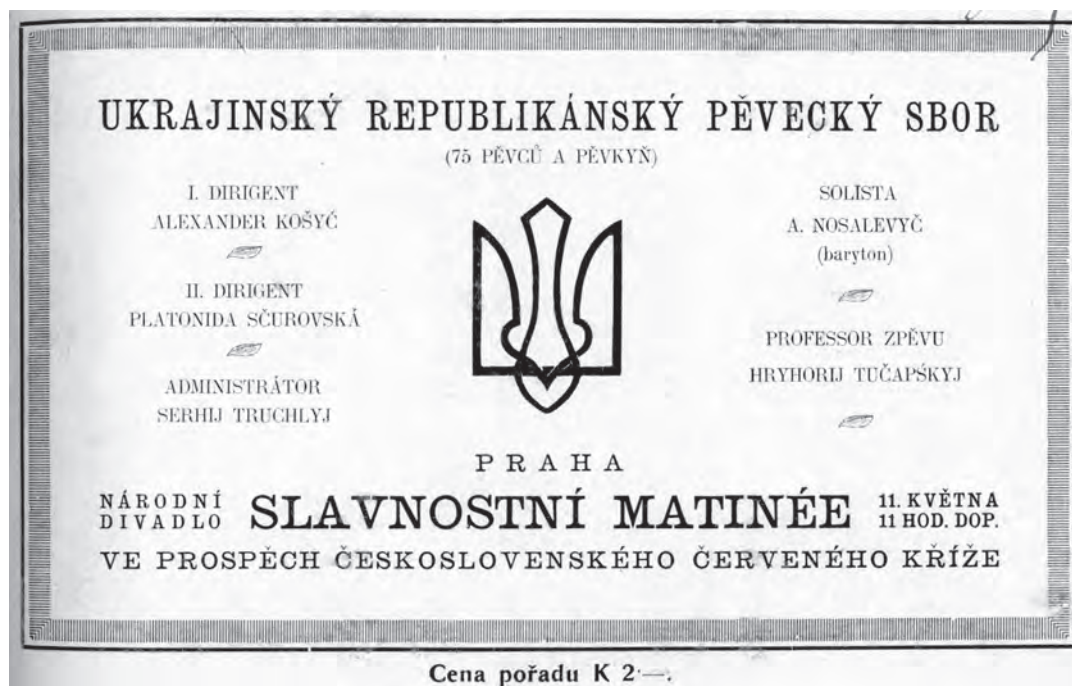 UKRAJINSKÝ REPUBLIKÁNSKÝ PĚVECKÝ SBOR
(75 PĚVCŮ A PĚVKYŇ)
I. DIRIGENT
ALEXANDER KOŠYĆ
II. DIRIGENT
PLATONIDA SČUROVSKÅ
ADMINISTRÁTOR
SERHIJ TRUCHLYJ
SOLISTA
A. NOSALEVYČ
(baryton)
PROFESSOR ZPĚVU
HRYHORIJ TUČAPŚKYJ
PRAHA
NÁRODNÍ
DIVADLO
SLAVNOSTNÍ MATINÉE
11. KVĚTNA
11 HOD. DOP.
VE PROSPĚCH ČESKOSLOVENSKÉHO ČERVENÉHO KŘÍŽE
Cena pořadu K 2·—.